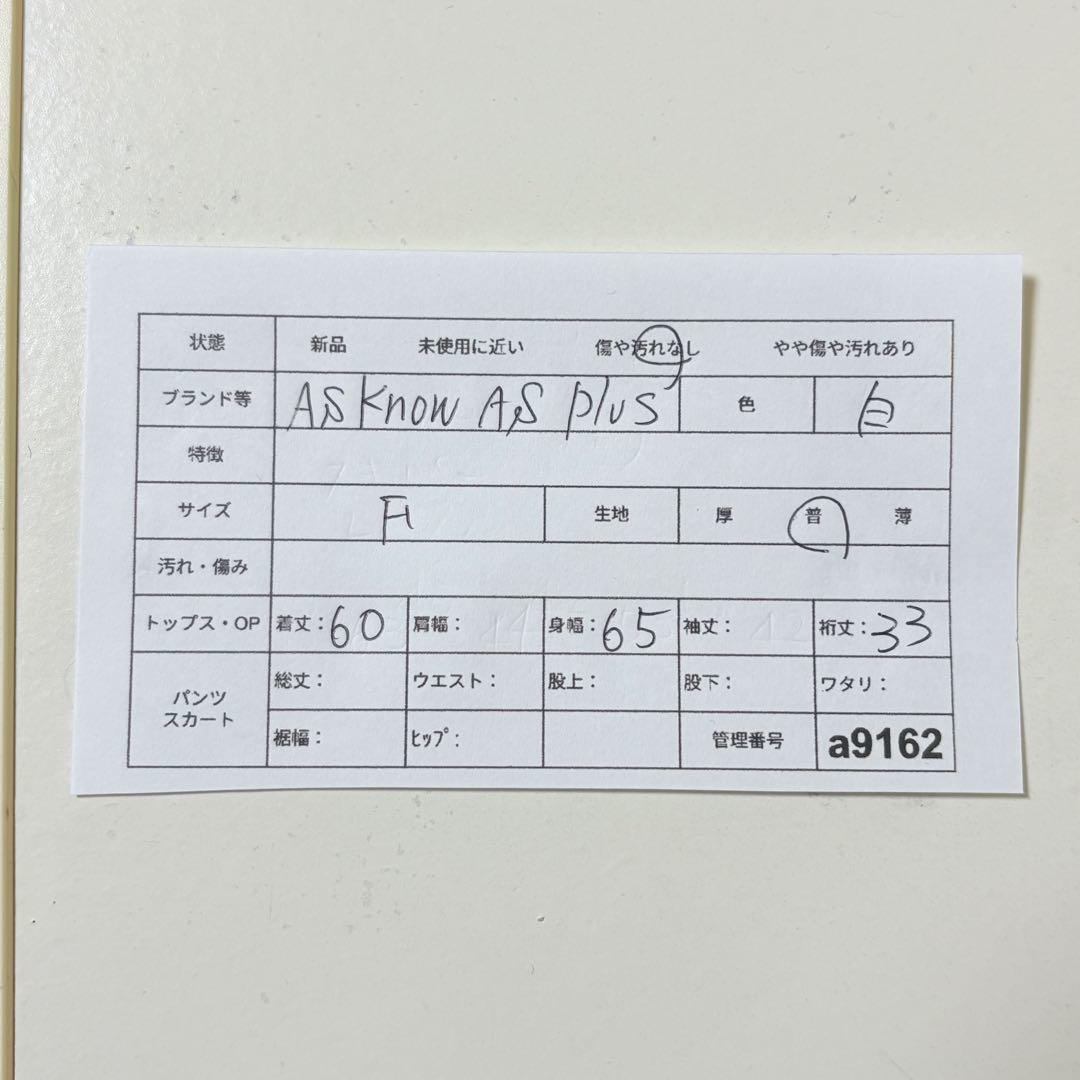 状態 新品 未使用に近い 傷や汚れなし やや傷や汚れあり
ブランド等 AS Know AS plus 色 白
特徴
サイズ F 生地 厚 普 薄
汚れ・傷み
トップス・OP 着丈：60 肩幅： 身幅：65 袖丈： 裄丈：33
パンツ
スカート
総丈： ウエスト： 股上： 股下： ワタリ：
裾幅： ﾋｯﾌﾟ： 管理番号 a9162